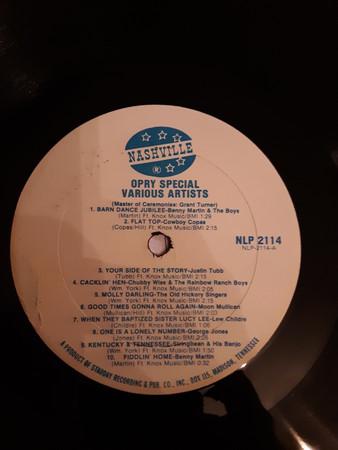 NASHVILLE
®
OPRY SPECIAL
VARIOUS ARTISTS
(Master of Ceremonies: Grant Turner)
1. BARN DANCE JUBILEE-Benny Martin & The Boys
(Martin) Ft. Knox Music/BMI 1:29
2. FLAT TOP-Cowboy Copas
(Copas/Hill) Ft. Knox Music/BMI 2:15
NLP 2114
NLP-2114-A
3. YOUR SIDE OF THE STORY-Justin Tubb
(Tubb) Ft. Knox Music/BMI
4. CACKLIN' HEN-Chubby Wise & The Rainbow Ranch Boys
(Wm. York) Ft. Knox Music/BMI 2:05
5. MOLLY DARLING-The Old Hickory Singers
(Wm. York) Ft. Knox Music/BMI 2:15
6. GOOD TIMES GONNA ROLL AGAIN-Moon Mullican
(Mullican/Hill) Ft. Knox Music/BMI 2:03
7. WHEN THEY BAPTIZED SISTER LUCY LEE-Lew Childre
(Childre) Ft. Knox Music/BMI 1:06
8. ONE IS A LONELY NUMBER-George Jones
(Jones) Ft. Knox Music/BMI
9. KENTUCKY & TENNESSEE-Stringbean & His Banjo
(Wm. York) Ft. Knox Music/BMI 1:50
10. FIDDLIN' HOME-Benny Martin
(Martin) Ft. Knox Music/BMI
A PRODUCT OF STARDAY RECORDING & PUB. CO., INC., BOX 115, MADISON, TENNESSEE